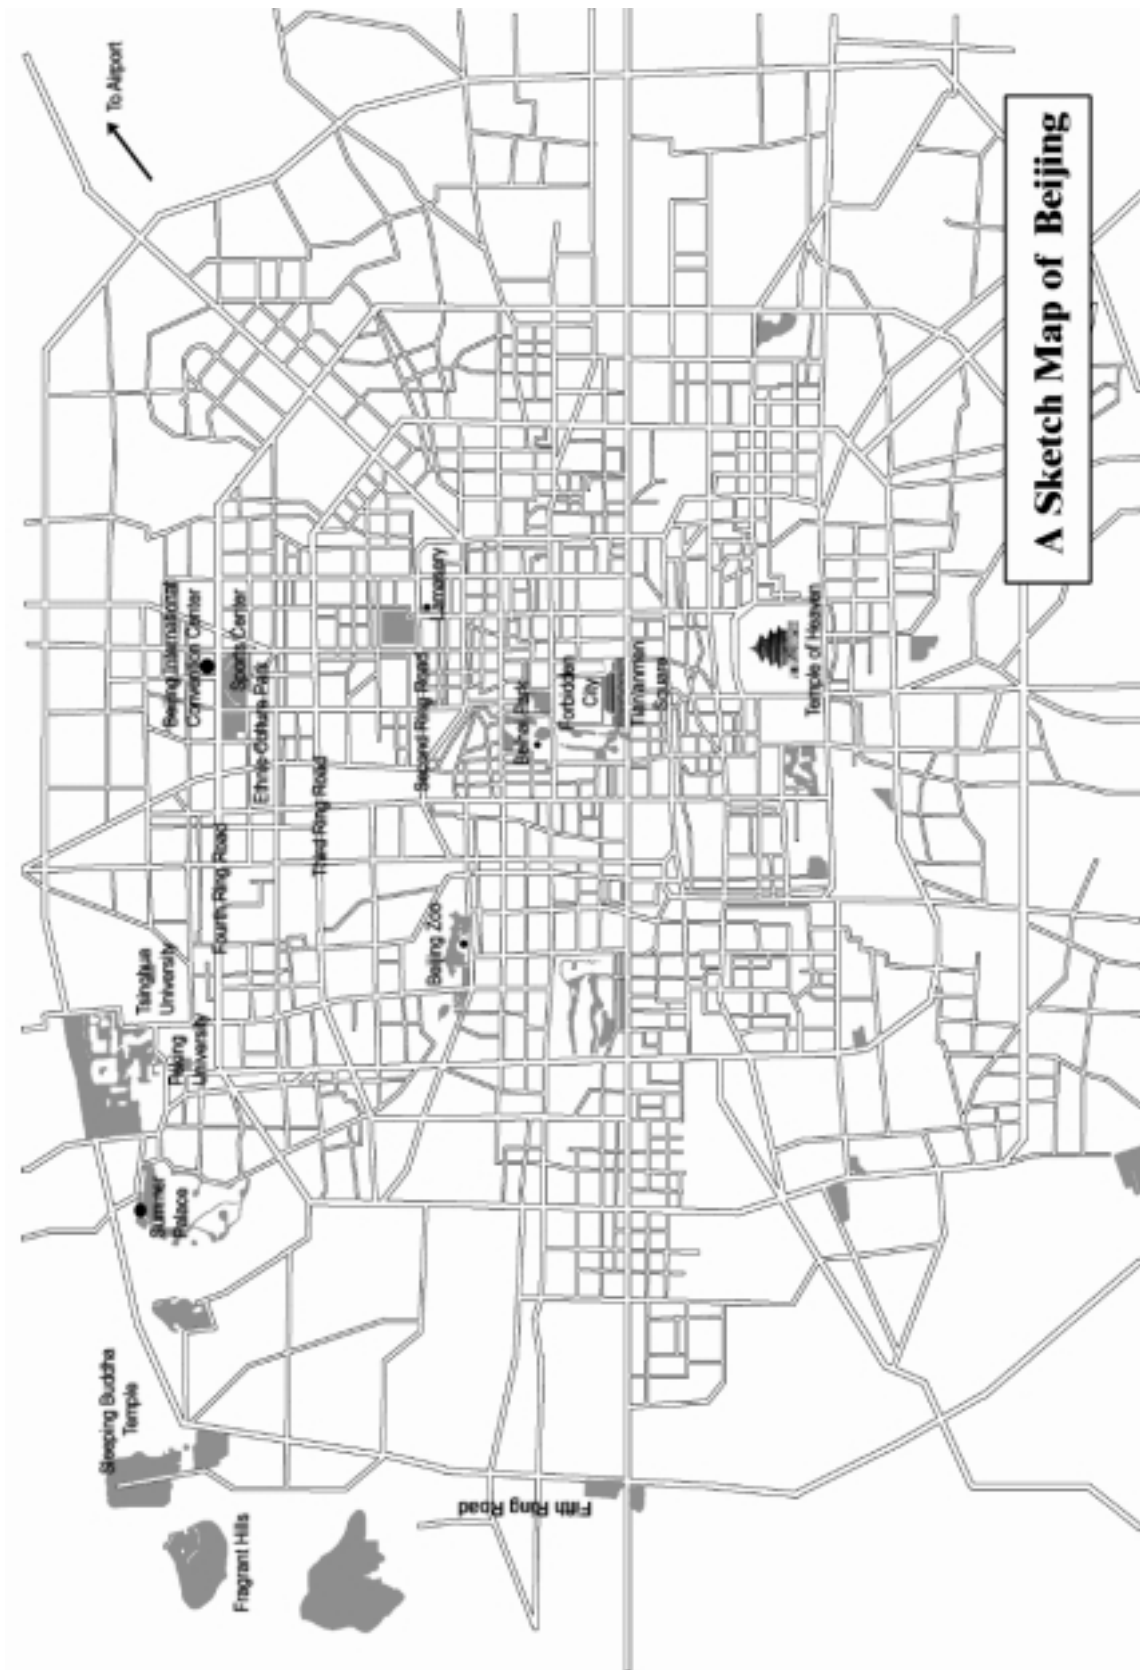 To Airport
Beijing International
Convention Center
Sports Center
Ethnic Culture Park
Lamasery
Second Ring Road
Third Ring Road
Fourth Ring Road
Beihai Park
Forbidden
City
Tian'anmen
Square
Temple of Heaven
Tsinghua
University
Peking
University
Beijing Zoo
Summer
Palace
Sleeping Buddha
Temple
Fragrant Hills
Fifth Ring Road
A Sketch Map of Beijing